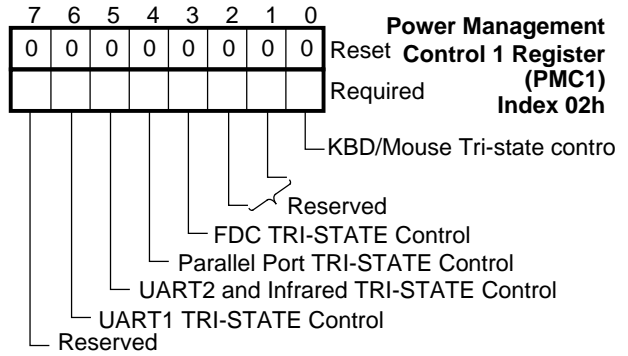 7 6 5 4 3 2 1 0
Power Management
0 0 0 0 0 0 0 0 Reset
Control 1 Register
(PMC1)
Required
Index 02h
KBD/Mouse Tri-state contro
Reserved
FDC TRI-STATE Control
Parallel Port TRI-STATE Control
UART2 and Infrared TRI-STATE Control
UART1 TRI-STATE Control
Reserved